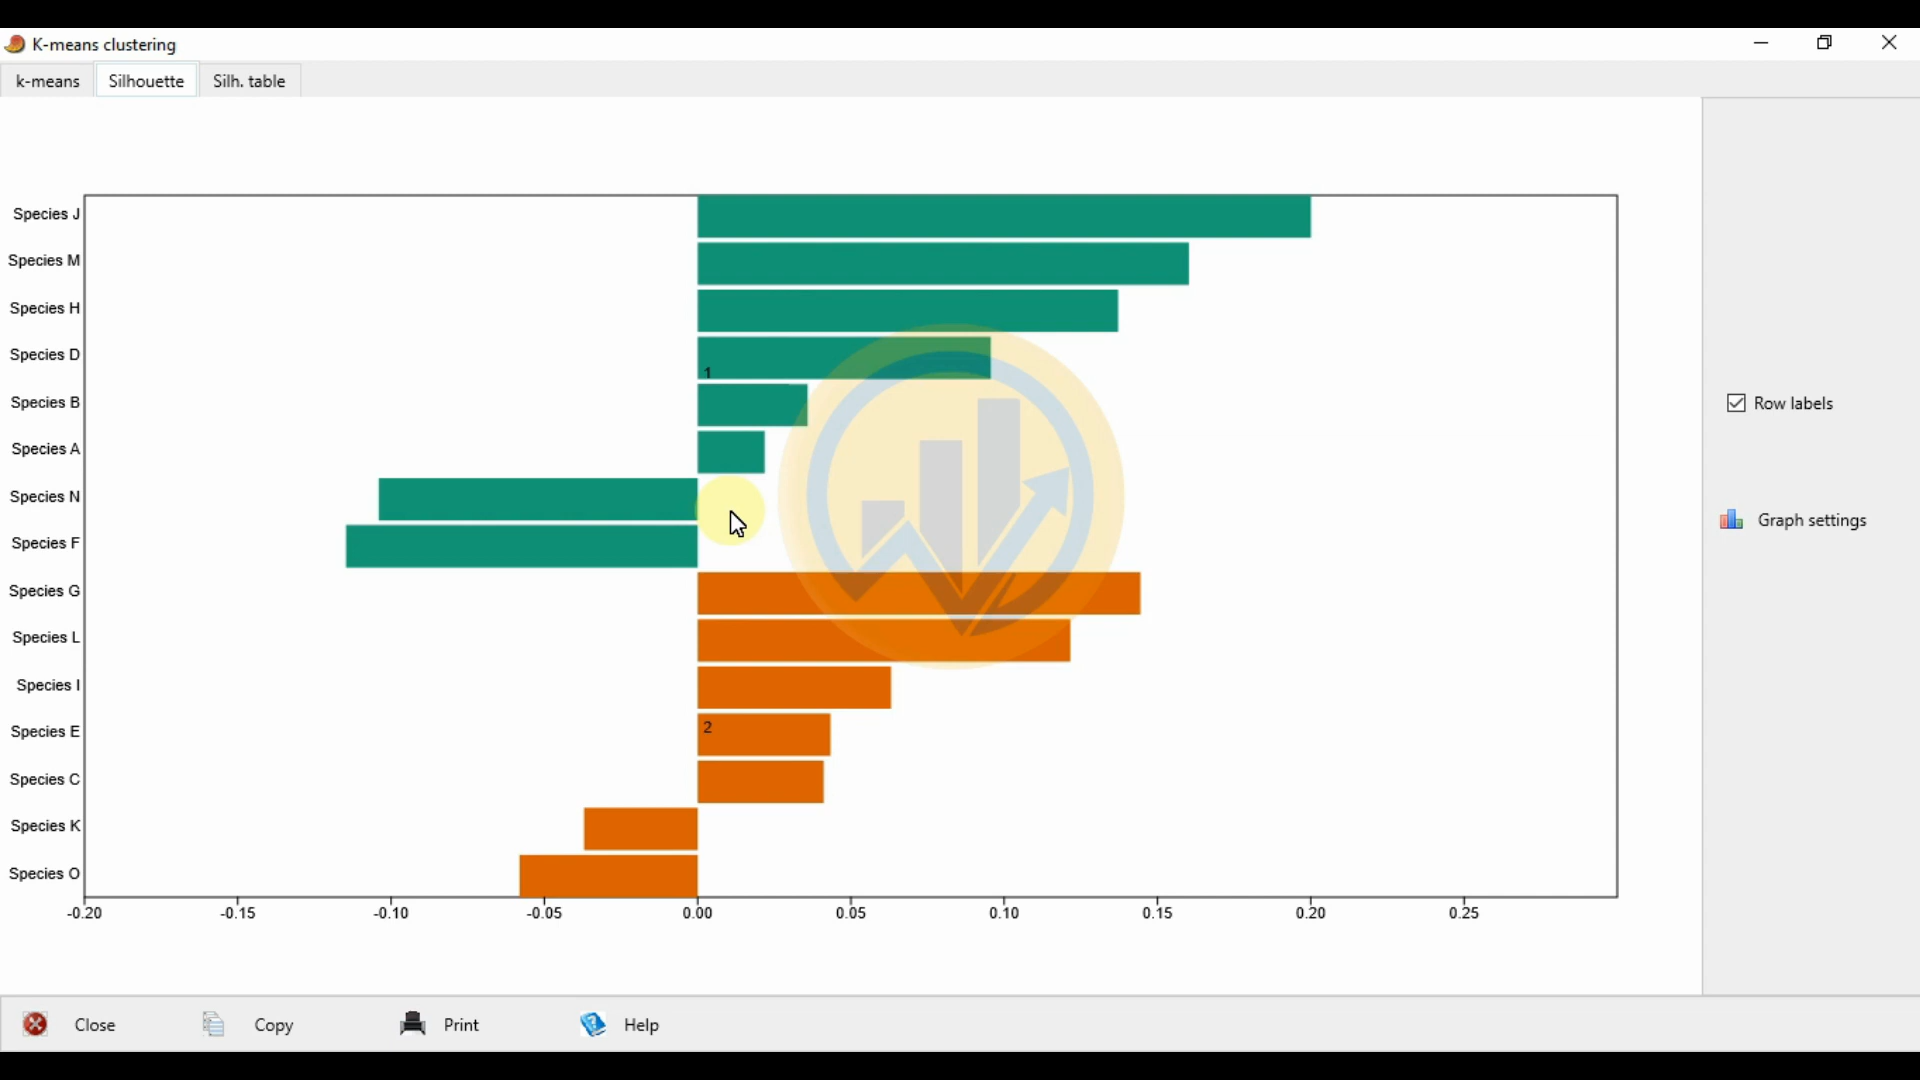 K-means clustering
k-means Silhouette Silh. table
Species J
Species M
Species H
Species D
1
Species B
Species A
Species N
Species F
Species G
Species L
Species I
Species E
2
Species C
Species K
Species O
-0.20 -0.15 -0.10 -0.05 0.00 0.05 0.10 0.15 0.20 0.25
Row labels
Graph settings
Close Copy Print Help